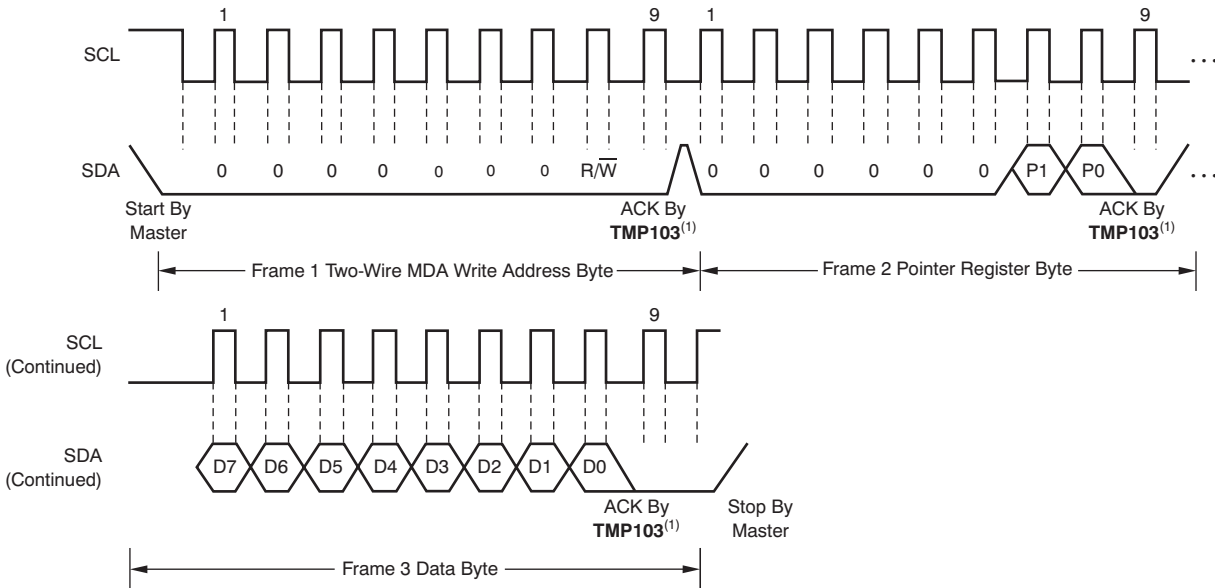 1 9 1 9
SCL ...
SDA 0 0 0 0 0 0 0 R/W̅ 0 0 0 0 0 0 P1 P0 ...
Start By Master
ACK By TMP103(1)
ACK By TMP103(1)
Frame 1 Two-Wire MDA Write Address Byte
Frame 2 Pointer Register Byte
1 9
SCL (Continued)
SDA (Continued)
D7 D6 D5 D4 D3 D2 D1 D0
ACK By TMP103(1)
Stop By Master
Frame 3 Data Byte